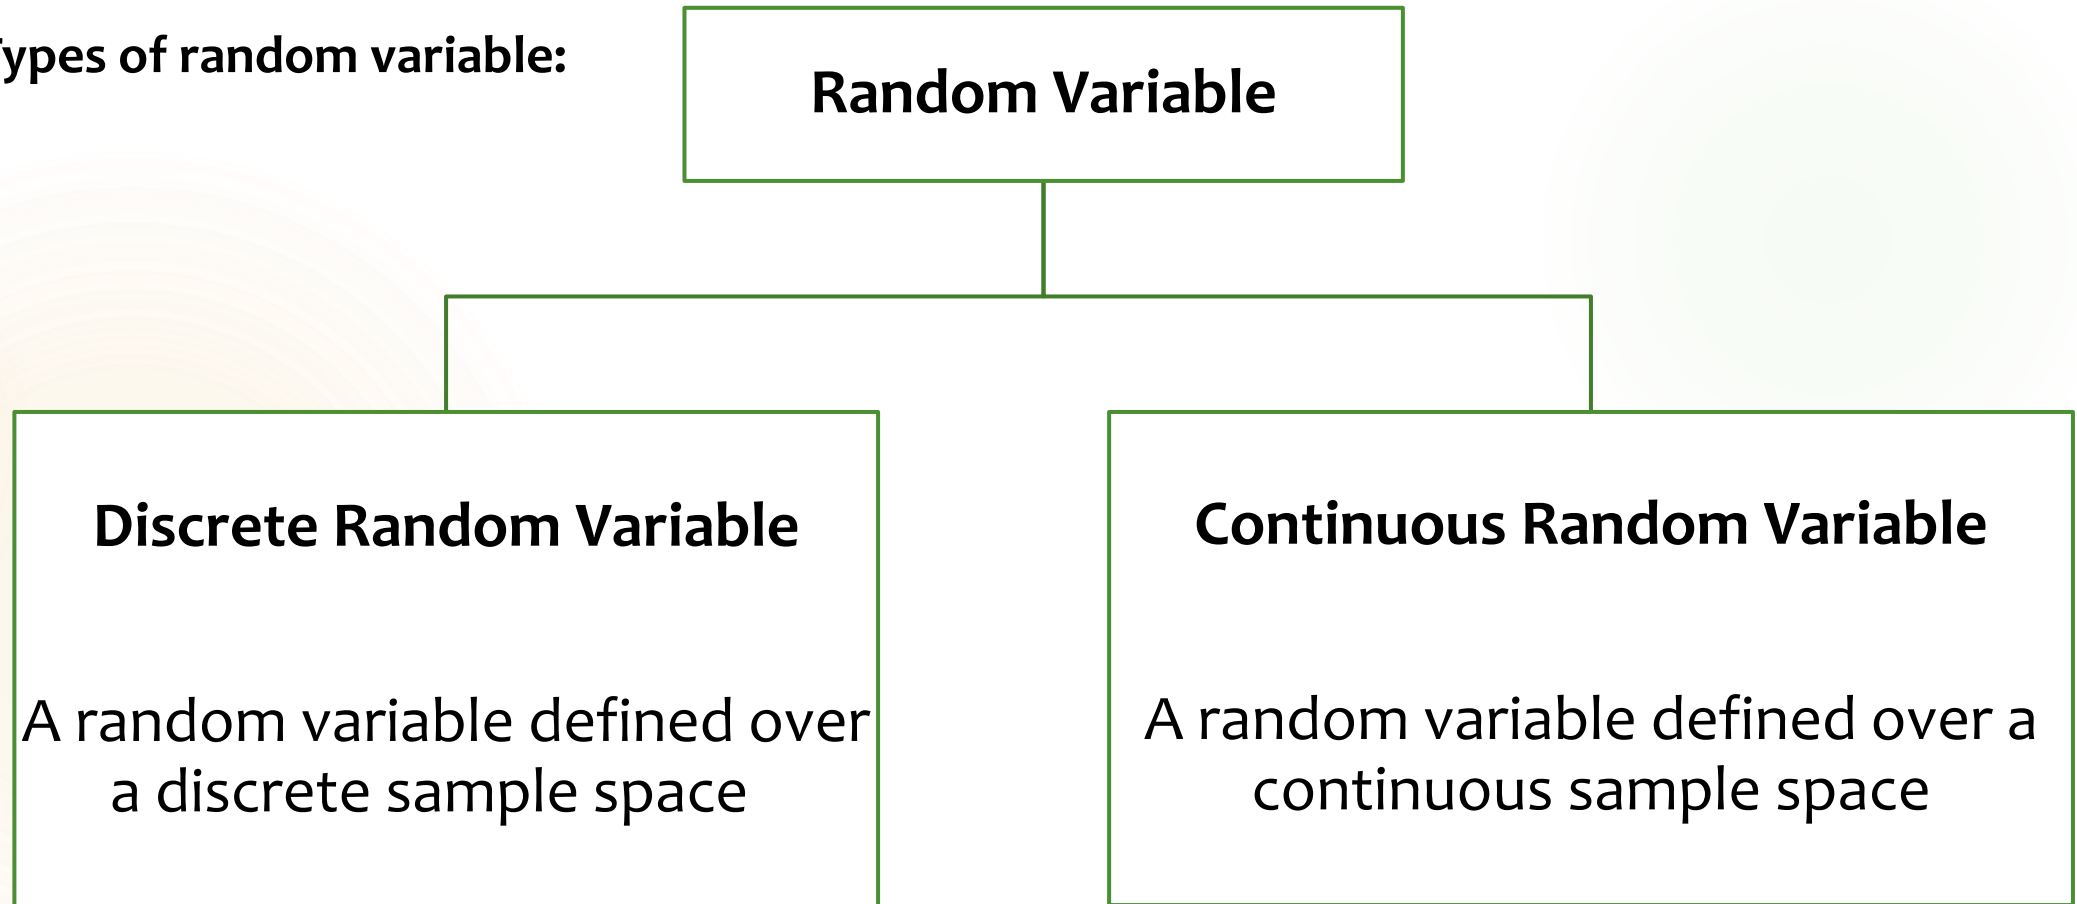 ypes of random variable:
Random Variable
Discrete Random Variable
A random variable defined over
a discrete sample space
Continuous Random Variable
A random variable defined over a
continuous sample space